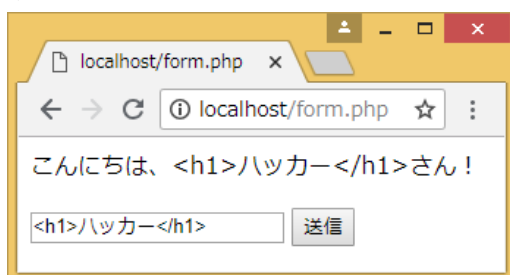 localhost/form.php
localhost/form.php
こんにちは、<h1>ハッカー</h1>さん！
<h1>ハッカー</h1> 送信